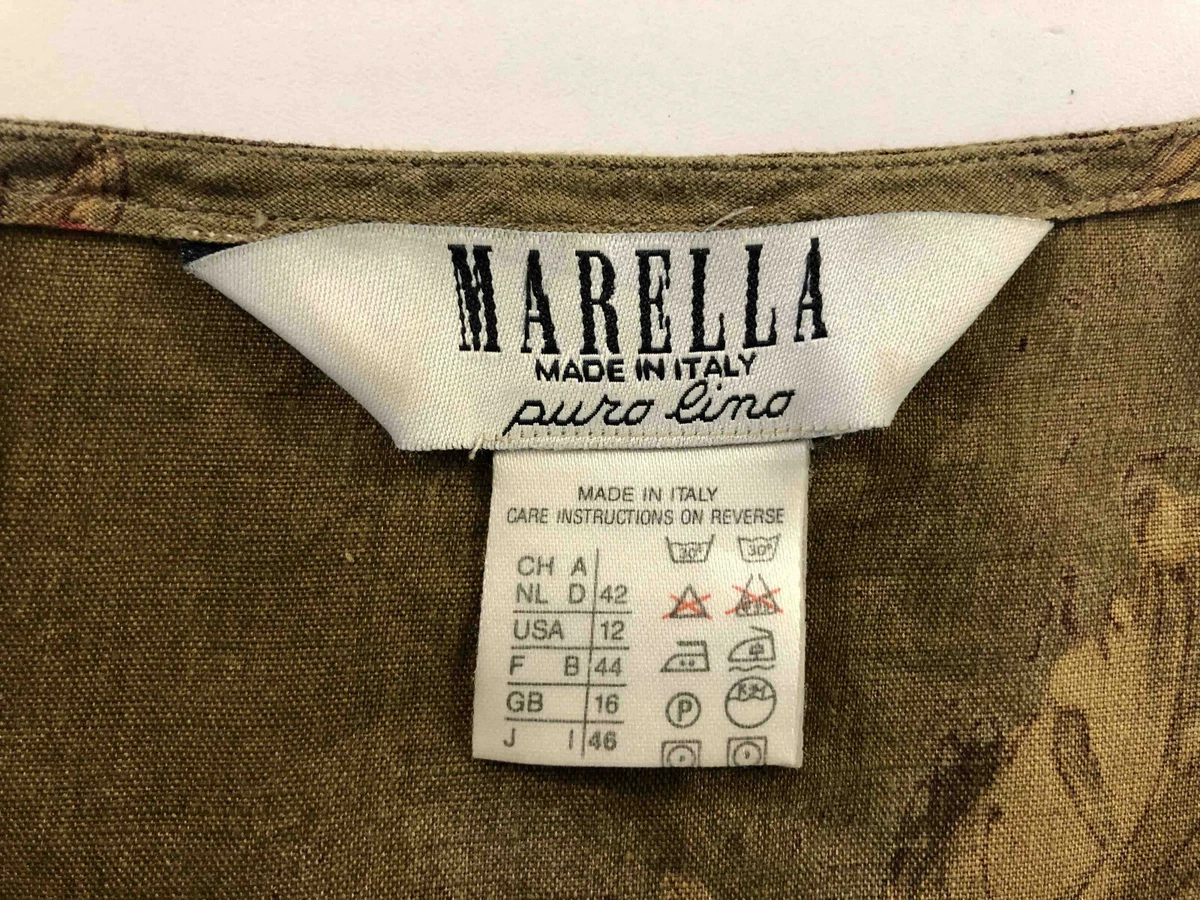 MARELLA
MADE IN ITALY
puro lino
MADE IN ITALY
CARE INSTRUCTIONS ON REVERSE
30° 30°
CH A
NL D 42
USA 12
F B 44
GB 16
P
J I 46